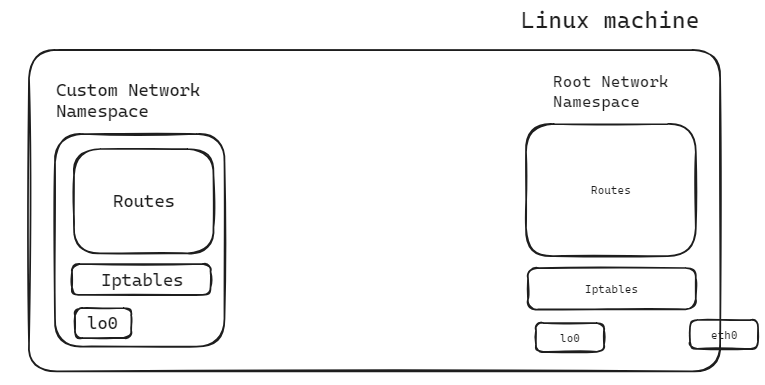 Linux machine
Custom Network
Namespace
Routes
Iptables
lo0
Root Network
Namespace
Routes
Iptables
lo0
eth0